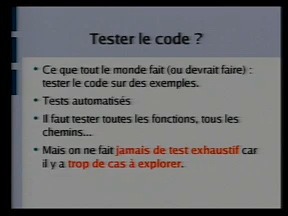 Tester le code ?
• Ce que tout le monde fait (ou devrait faire) :
tester le code sur des exemples.
• Tests automatisés
• Il faut tester toutes les fonctions, tous les
chemins...
• Mais on ne fait jamais de test exhaustif car
il y a trop de cas à explorer.